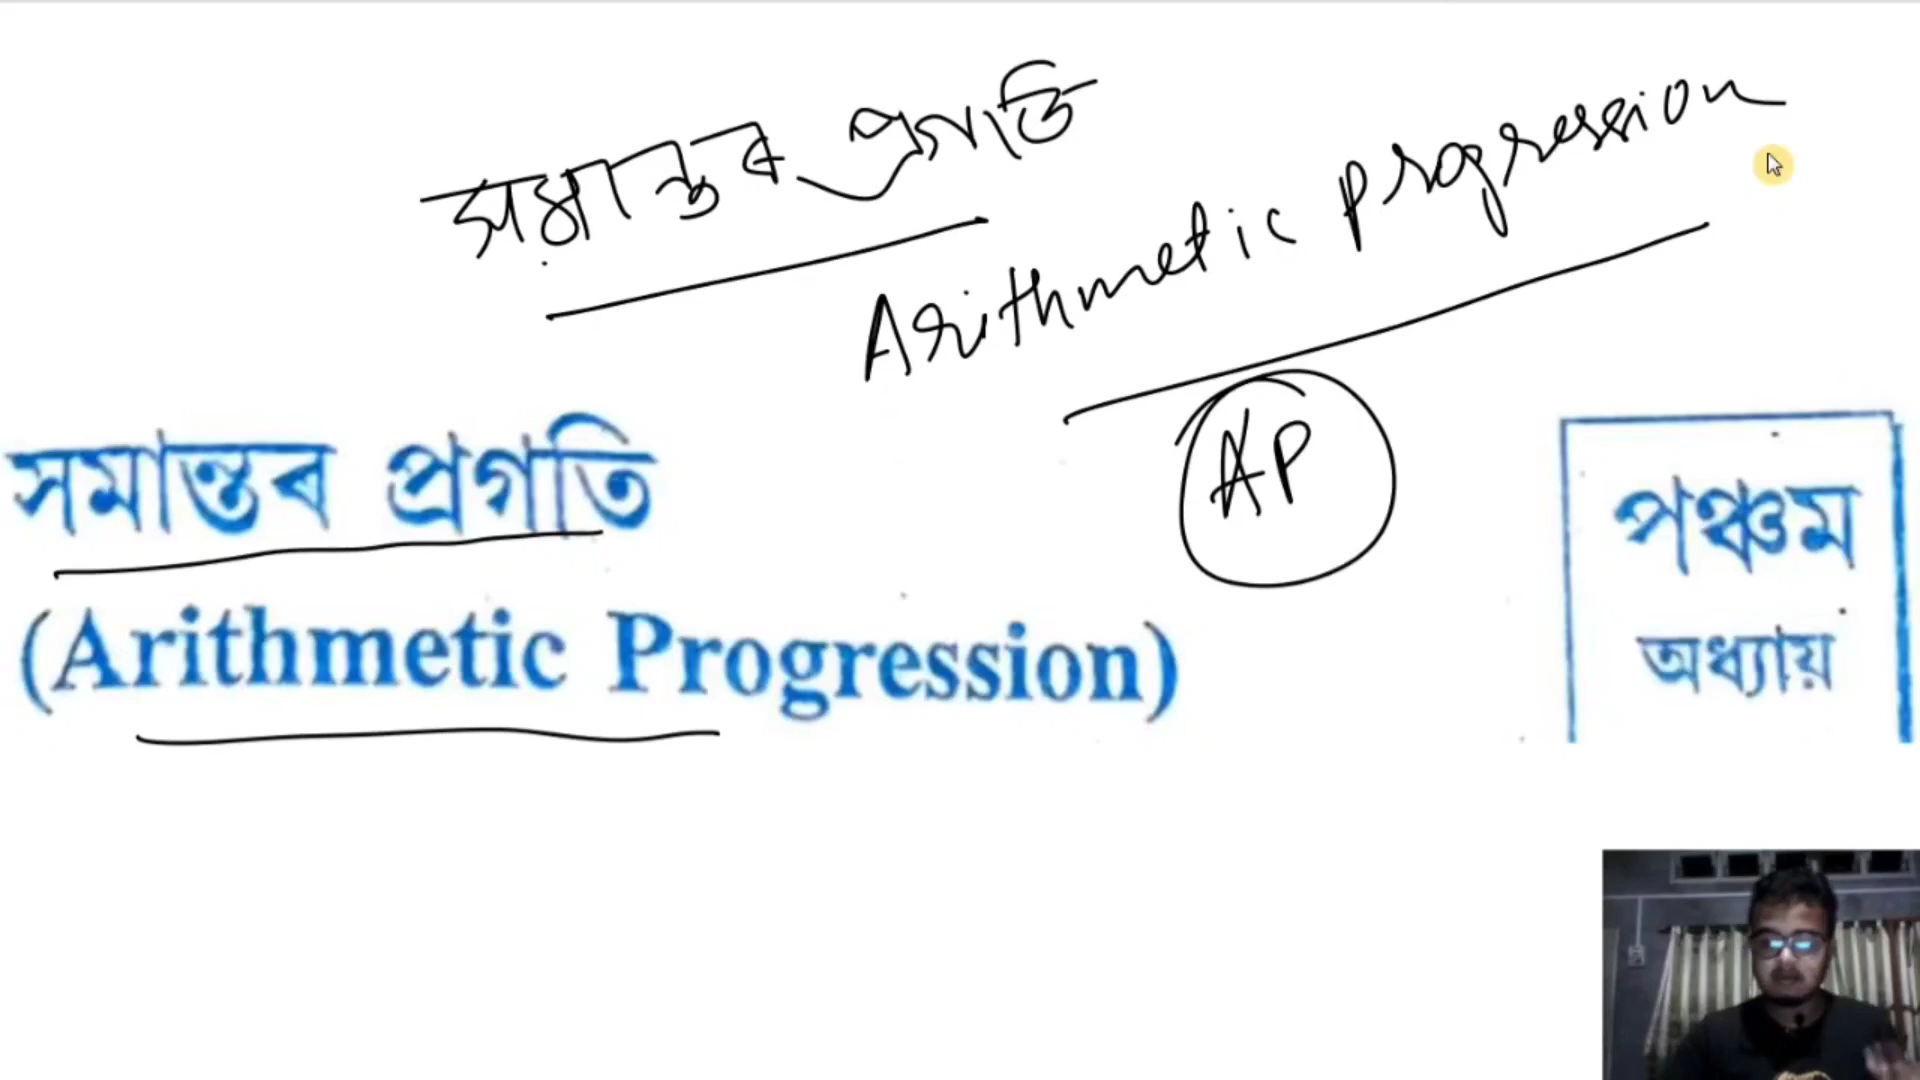 সমান্তৰ প্ৰগতি
Arithmetic progression
AP
সমান্তৰ প্ৰগতি
(Arithmetic Progression)
পঞ্চম
অধ্যায়